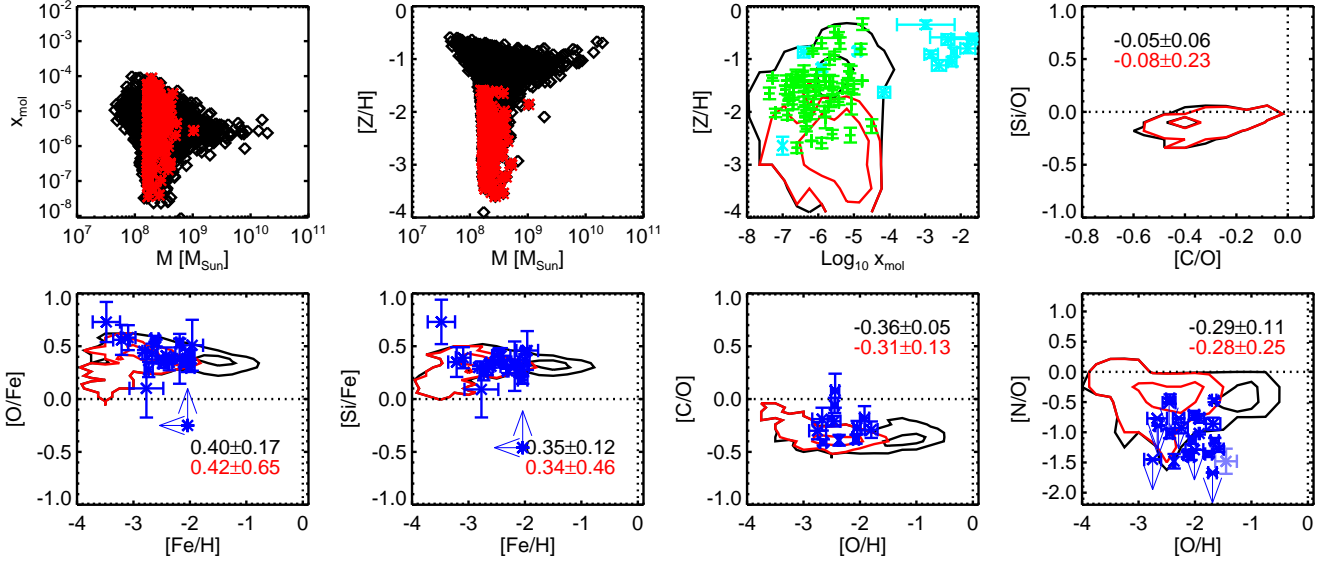 10^0
10^-1
10^-2
10^-3
10^-4
10^-5
10^-6
10^-7
10^-8
x_mol
10^7 10^8 10^9 10^10 10^11
M [M_Sun]
0
-1
-2
-3
-4
[Z/H]
10^7 10^8 10^9 10^10 10^11
M [M_Sun]
0
-1
-2
-3
-4
[Z/H]
-8 -7 -6 -5 -4 -3 -2
Log_10 x_mol
1.0
0.5
0.0
-0.5
-1.0
[Si/O]
-0.05±0.06
-0.08±0.23
-0.8 -0.6 -0.4 -0.2 0.0
[C/O]
1.0
0.5
0.0
-0.5
-1.0
[O/Fe]
0.40±0.17
0.42±0.65
-4 -3 -2 -1 0
[Fe/H]
1.0
0.5
0.0
-0.5
-1.0
[Si/Fe]
0.35±0.12
0.34±0.46
-4 -3 -2 -1 0
[Fe/H]
1.0
0.5
0.0
-0.5
-1.0
[C/O]
-0.36±0.05
-0.31±0.13
-4 -3 -2 -1 0
[O/H]
1.0
0.5
0.0
-0.5
-1.0
-1.5
-2.0
[N/O]
-0.29±0.11
-0.28±0.25
-4 -3 -2 -1 0
[O/H]